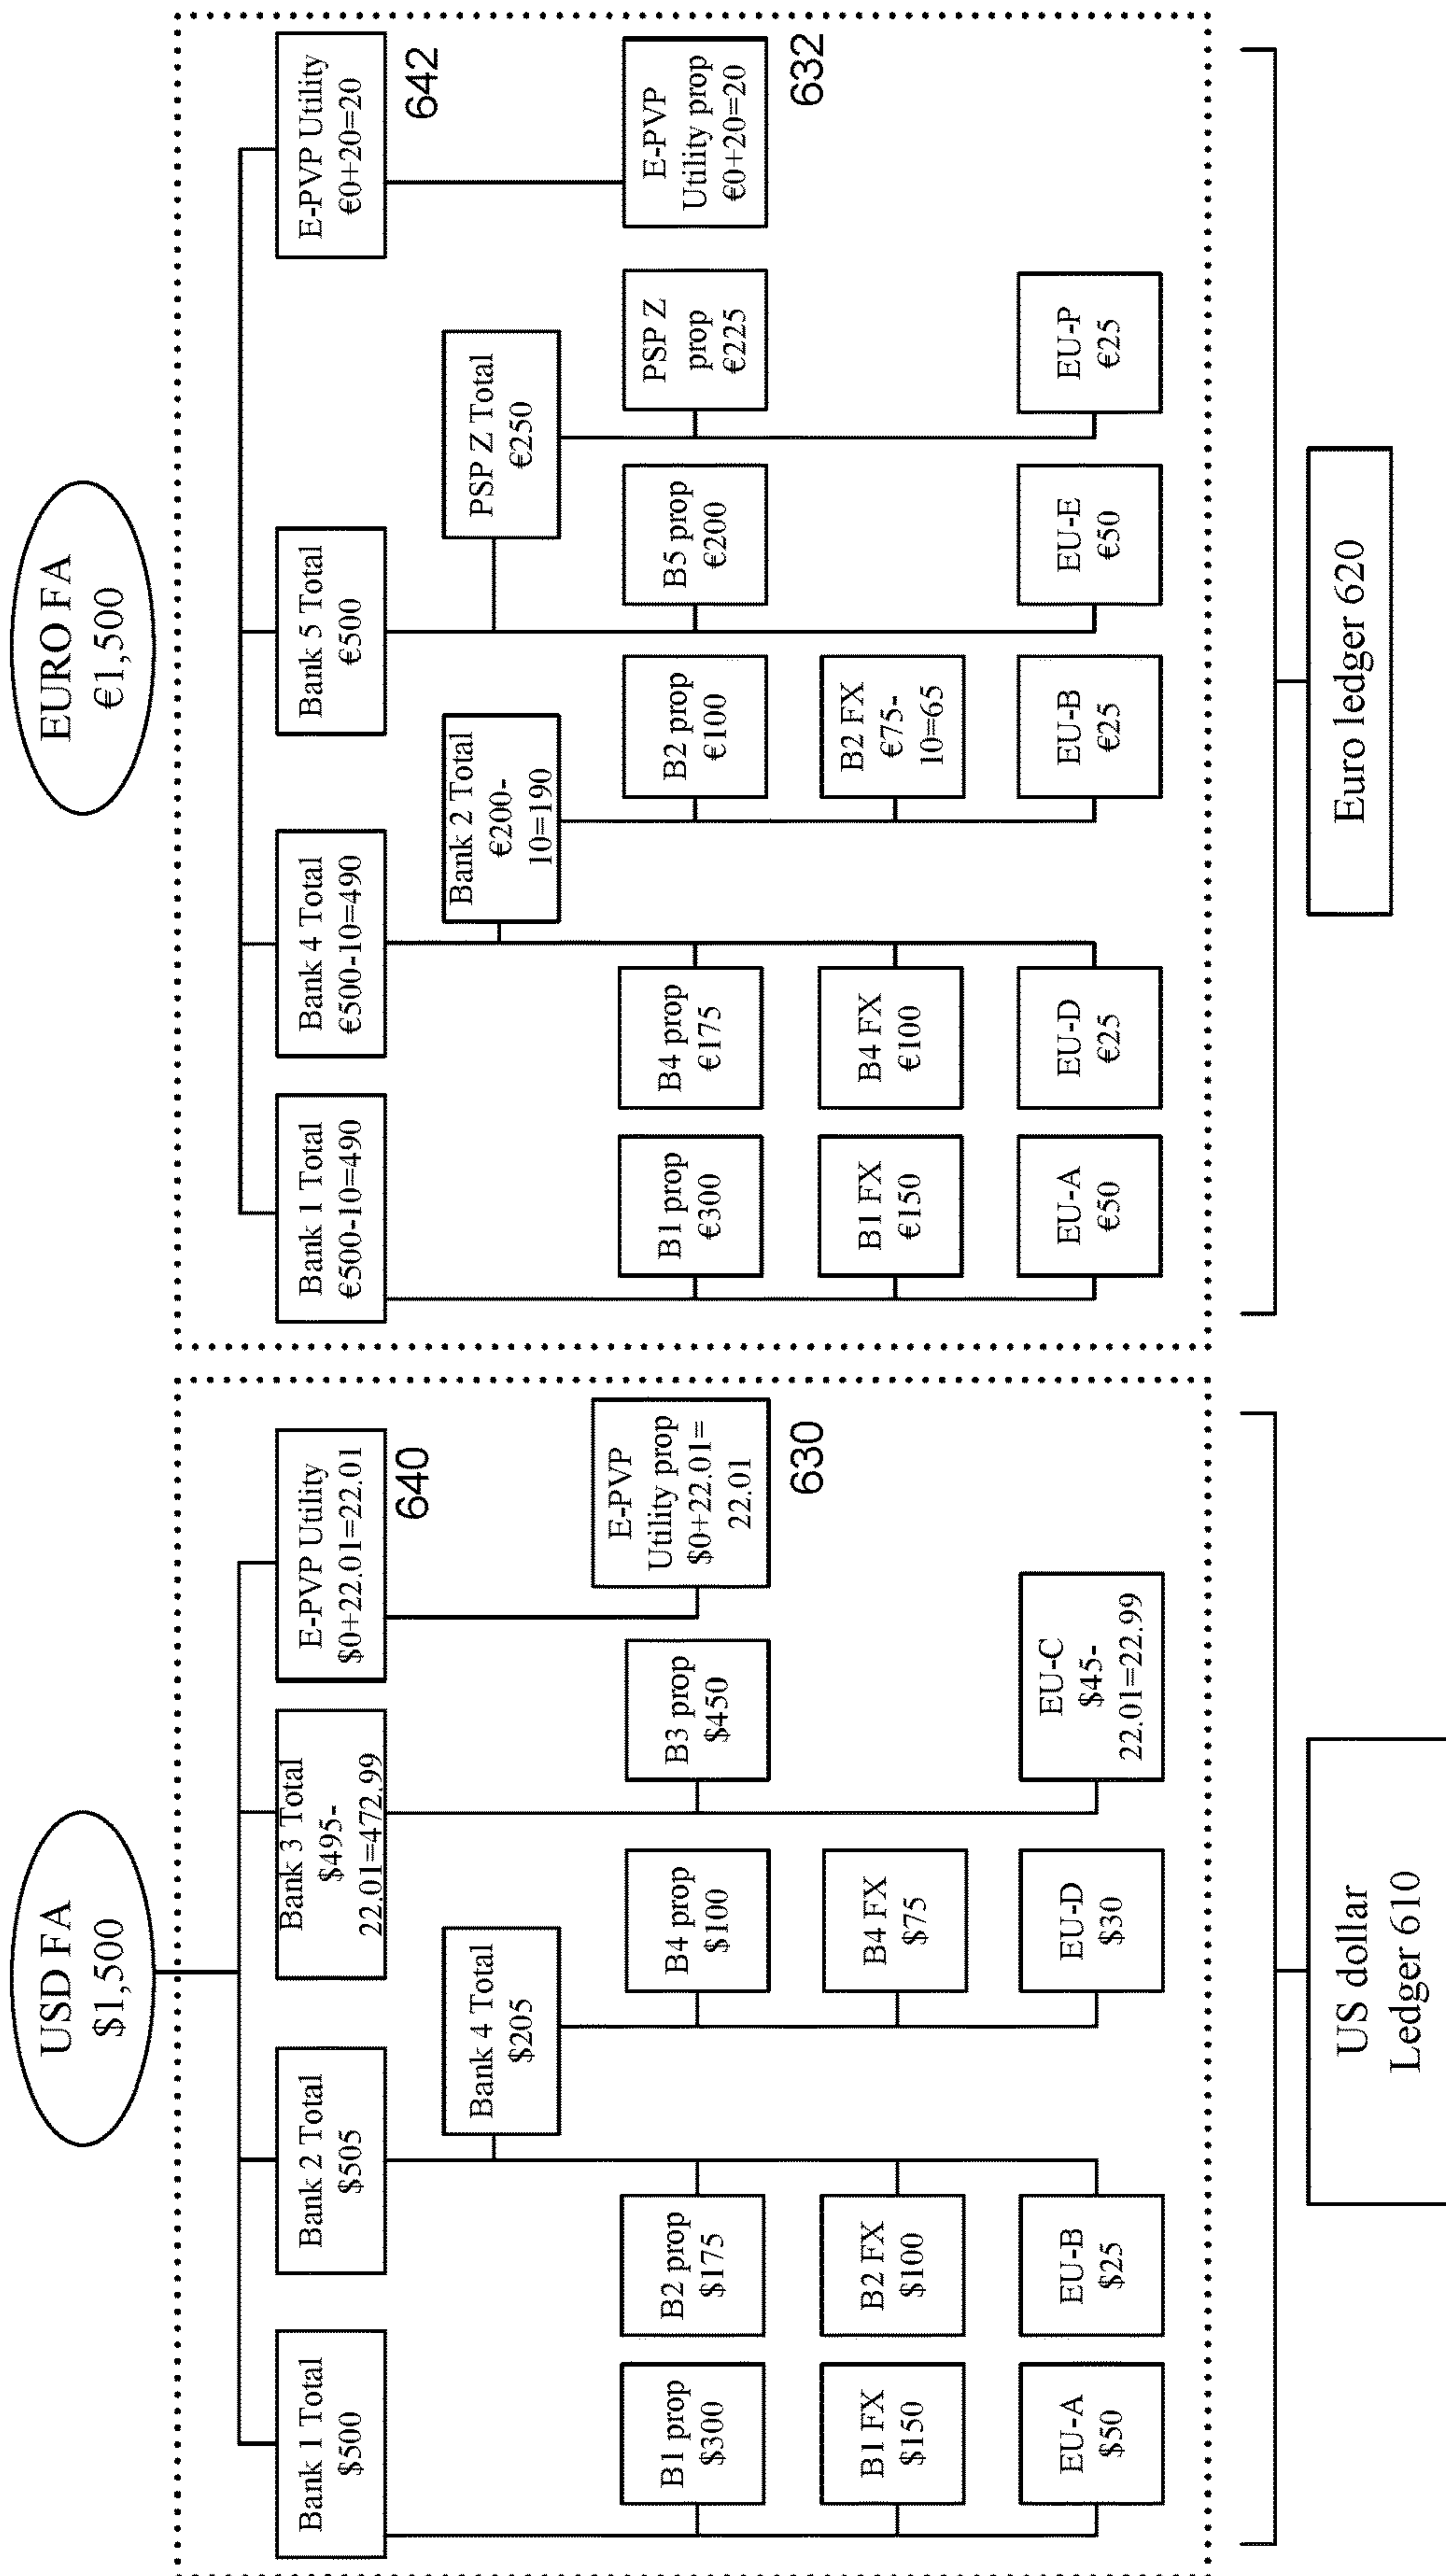 USD FA
$1,500
Bank 1 Total
$500
Bank 2 Total
$505
Bank 3 Total
$495-
22.01=472.99
E-PVP Utility
$0+22.01=22.01
640
Bank 4 Total
$205
B1 prop
$300
B2 prop
$175
B4 prop
$100
B3 prop
$450
E-PVP
Utility prop
$0+22.01=
22.01
630
B1 FX
$150
B2 FX
$100
B4 FX
$75
EU-A
$50
EU-B
$25
EU-D
$30
EU-C
$45-
22.01=22.99
US dollar
Ledger 610
EURO FA
€1,500
Bank 1 Total
€500-10=490
Bank 4 Total
€500-10=490
Bank 5 Total
€500
E-PVP Utility
€0+20=20
642
Bank 2 Total
€200-
10=190
PSP Z Total
€250
B1 prop
€300
B4 prop
€175
B2 prop
€100
B5 prop
€200
PSP Z
prop
€225
E-PVP
Utility prop
€0+20=20
632
B1 FX
€150
B4 FX
€100
B2 FX
€75-
10=65
EU-A
€50
EU-D
€25
EU-B
€25
EU-E
€50
EU-P
€25
Euro ledger 620